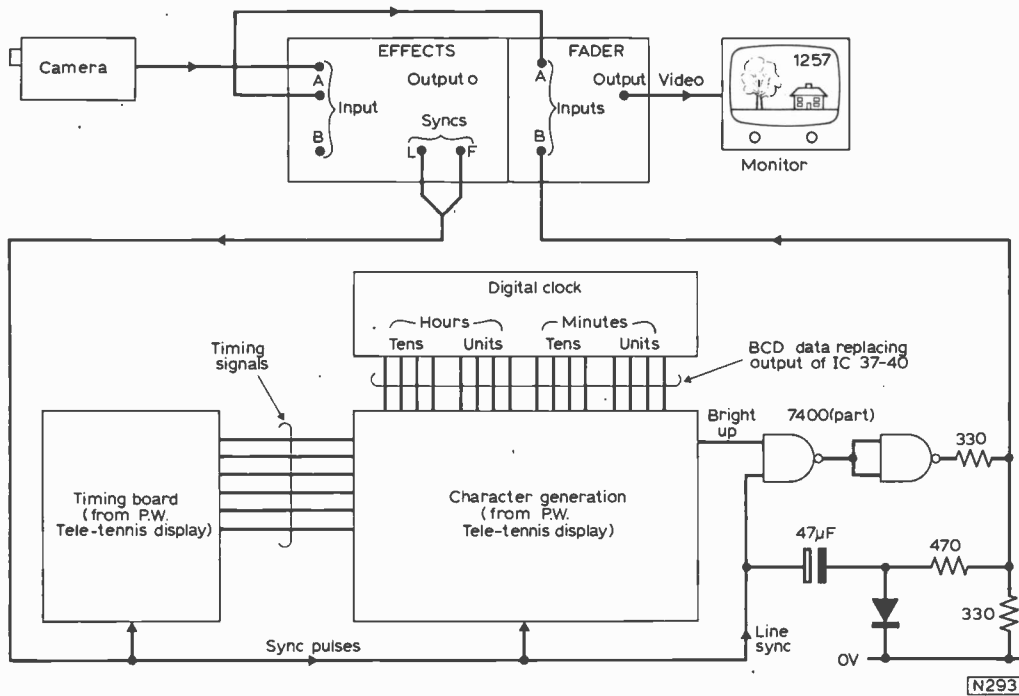 EFFECTS
FADER
Camera
A
Output
Input
B
Syncs
L
F
A
Output
Inputs
B
Video
1257
Monitor
Digital clock
Hours
Minutes
Tens
Units
Tens
Units
Timing
signals
BCD data replacing
output of IC 37-40
Bright
up
7400(part)
330
Timing board
(from P.W.
Tele-tennis display)
Character generation
(from P.W.
Tele-tennis display)
47µF
470
330
Sync pulses
Line
sync
0V
N293